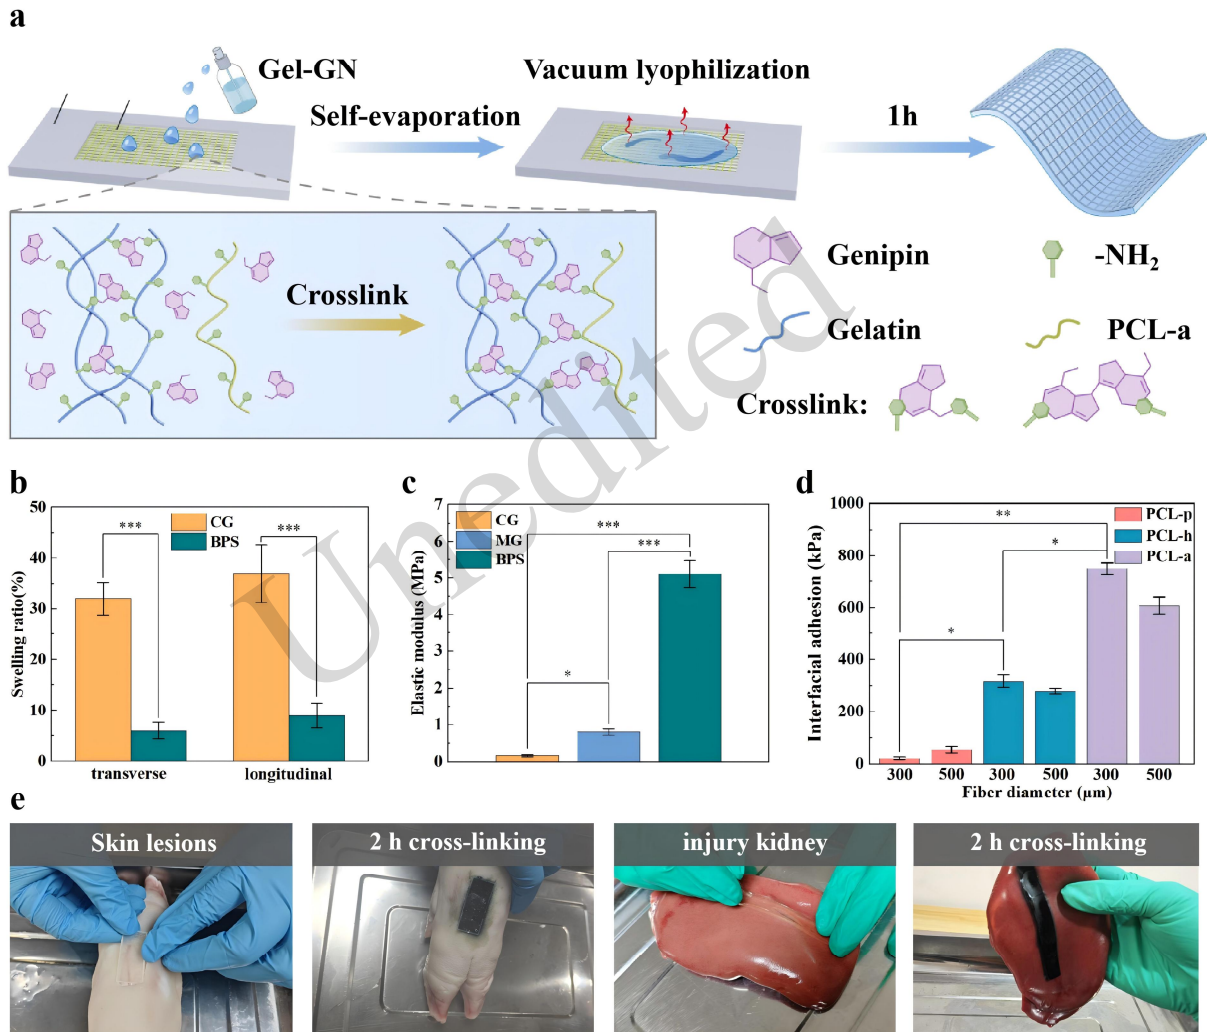 a
Gel-GN
Self-evaporation
Vacuum lyophilization
1h
Crosslink
Genipin
-NH₂
Gelatin
PCL-a
Crosslink:
Unedited
b
Swelling ratio(%)
50
40
30
20
10
0
CG
BPS
***
***
transverse
longitudinal
c
Elastic modulus (MPa)
7
6
5
4
3
2
1
0
CG
MG
BPS
***
***
*
d
Interfacial adhesion (kPa)
1000
800
600
400
200
0
PCL-p
PCL-h
PCL-a
**
*
*
300 500 300 500 300 500
Fiber diameter (µm)
e
Skin lesions
2 h cross-linking
injury kidney
2 h cross-linking